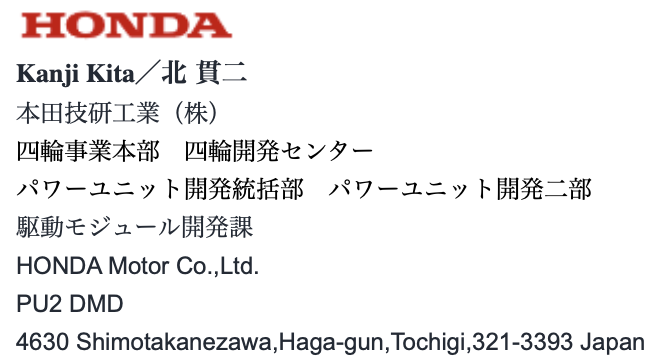 HONDA
Kanji Kita／北 貫二
本田技研工業（株）
四輪事業本部　四輪開発センター
パワーユニット開発統括部　パワーユニット開発二部
駆動モジュール開発課
HONDA Motor Co.,Ltd.
PU2 DMD
4630 Shimotakanezawa,Haga-gun,Tochigi,321-3393 Japan